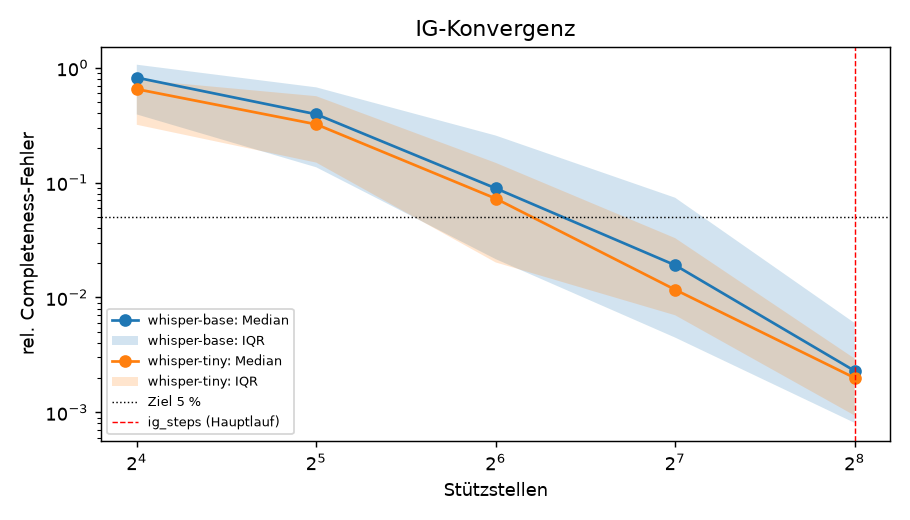 IG-Konvergenz
rel. Completeness-Fehler
10⁰
10⁻¹
10⁻²
10⁻³
whisper-base: Median
whisper-base: IQR
whisper-tiny: Median
whisper-tiny: IQR
Ziel 5 %
ig_steps (Hauptlauf)
2⁴ 2⁵ 2⁶ 2⁷ 2⁸
Stützstellen